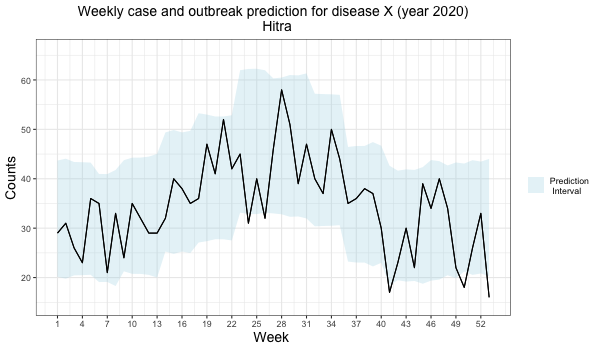 Weekly case and outbreak prediction for disease X (year 2020)
Hitra
Counts
60
50
40
30
20
1 4 7 10 13 16 19 22 25 28 31 34 37 40 43 46 49 52
Week
Prediction
Interval